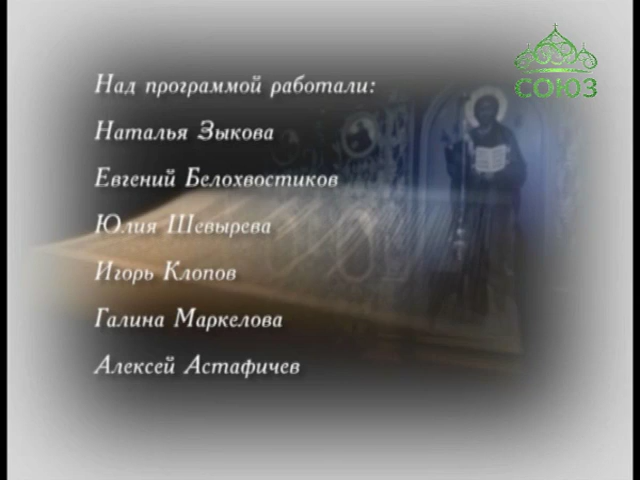 СОЮЗ
Над программой работали:
Наталья Зыкова
Евгений Белохвостиков
Юлия Шевырева
Игорь Клопов
Галина Маркелова
Алексей Астафичев